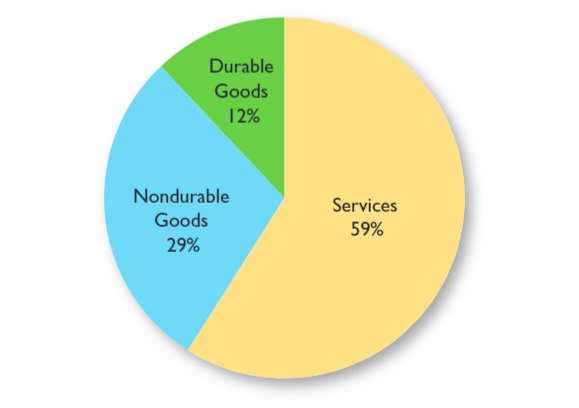 Durable
Goods
12%
Nondurable
Goods
29%
Services
59%